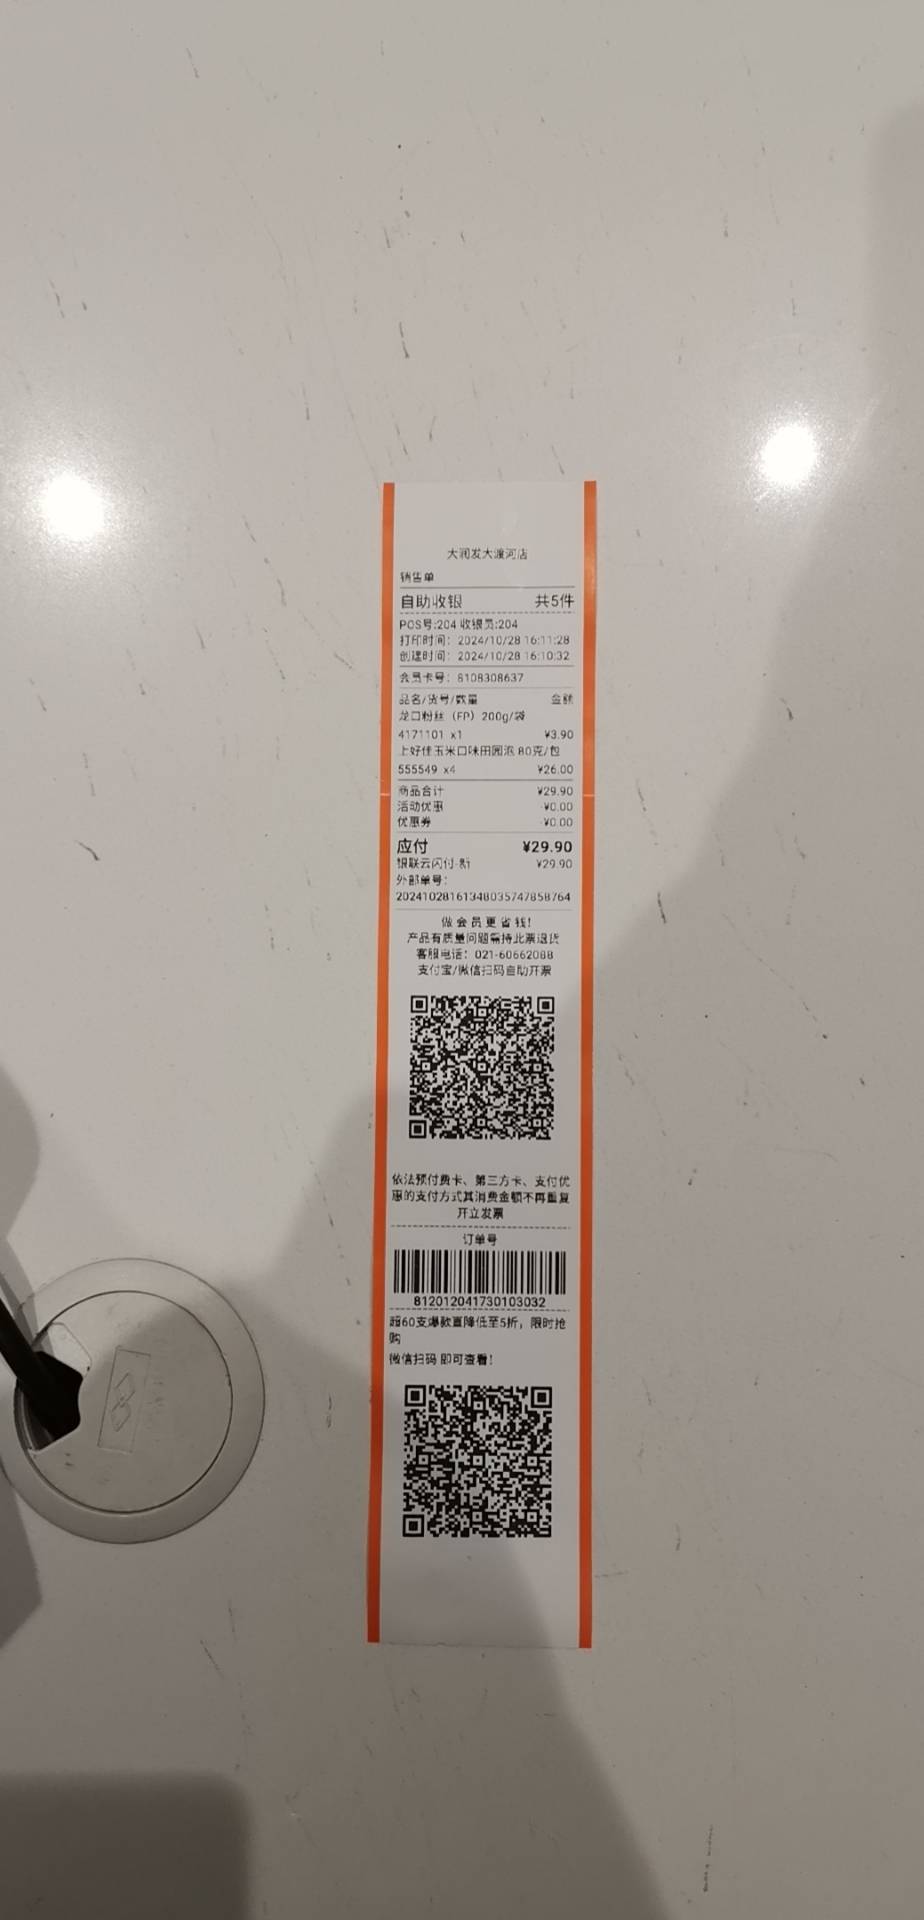 大润发大渡河店
销售单
自助收银 共5件
POS号:204 收银员:204
打印时间: 2024/10/28 16:11:28
创建时间: 2024/10/28 16:10:32
会员卡号: 8108308637
品名/货号/数量 金额
龙口粉丝 (FP) 200g/袋
4171101 x1 ¥3.90
上好佳玉米口味田园泡 80克/包
555549 x4 ¥26.00
商品合计 ¥29.90
活动优惠 -¥0.00
优惠券 -¥0.00
应付 ¥29.90
银联云闪付-新 ¥29.90
外部单号:
20241028161348035747858764
做会员更省钱!
产品有质量问题需持此票退货
客服电话: 021-60662088
支付宝/微信扫码自助开票
依法预付费卡、第三方卡、支付优
惠的支付方式其消费金额不再重复
开立发票
订单号
812012041730103032
超60支爆款直降低至5折，限时抢
购
微信扫码 即可查看!